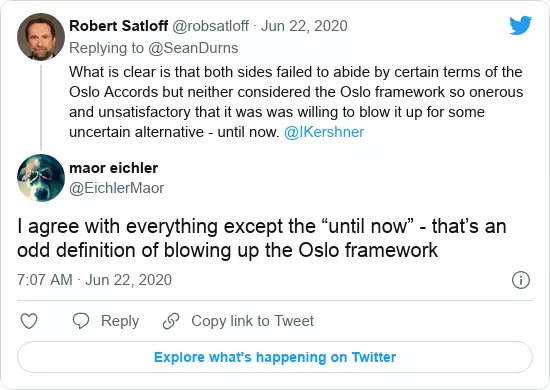 Robert Satloff @robsatloff · Jun 22, 2020
Replying to @SeanDurns
What is clear is that both sides failed to abide by certain terms of the
Oslo Accords but neither considered the Oslo framework so onerous
and unsatisfactory that it was was willing to blow it up for some
uncertain alternative - until now. @IKershner
maor eichler
@EichlerMaor
I agree with everything except the “until now” - that’s an
odd definition of blowing up the Oslo framework
7:07 AM · Jun 22, 2020
Reply
Copy link to Tweet
Explore what's happening on Twitter